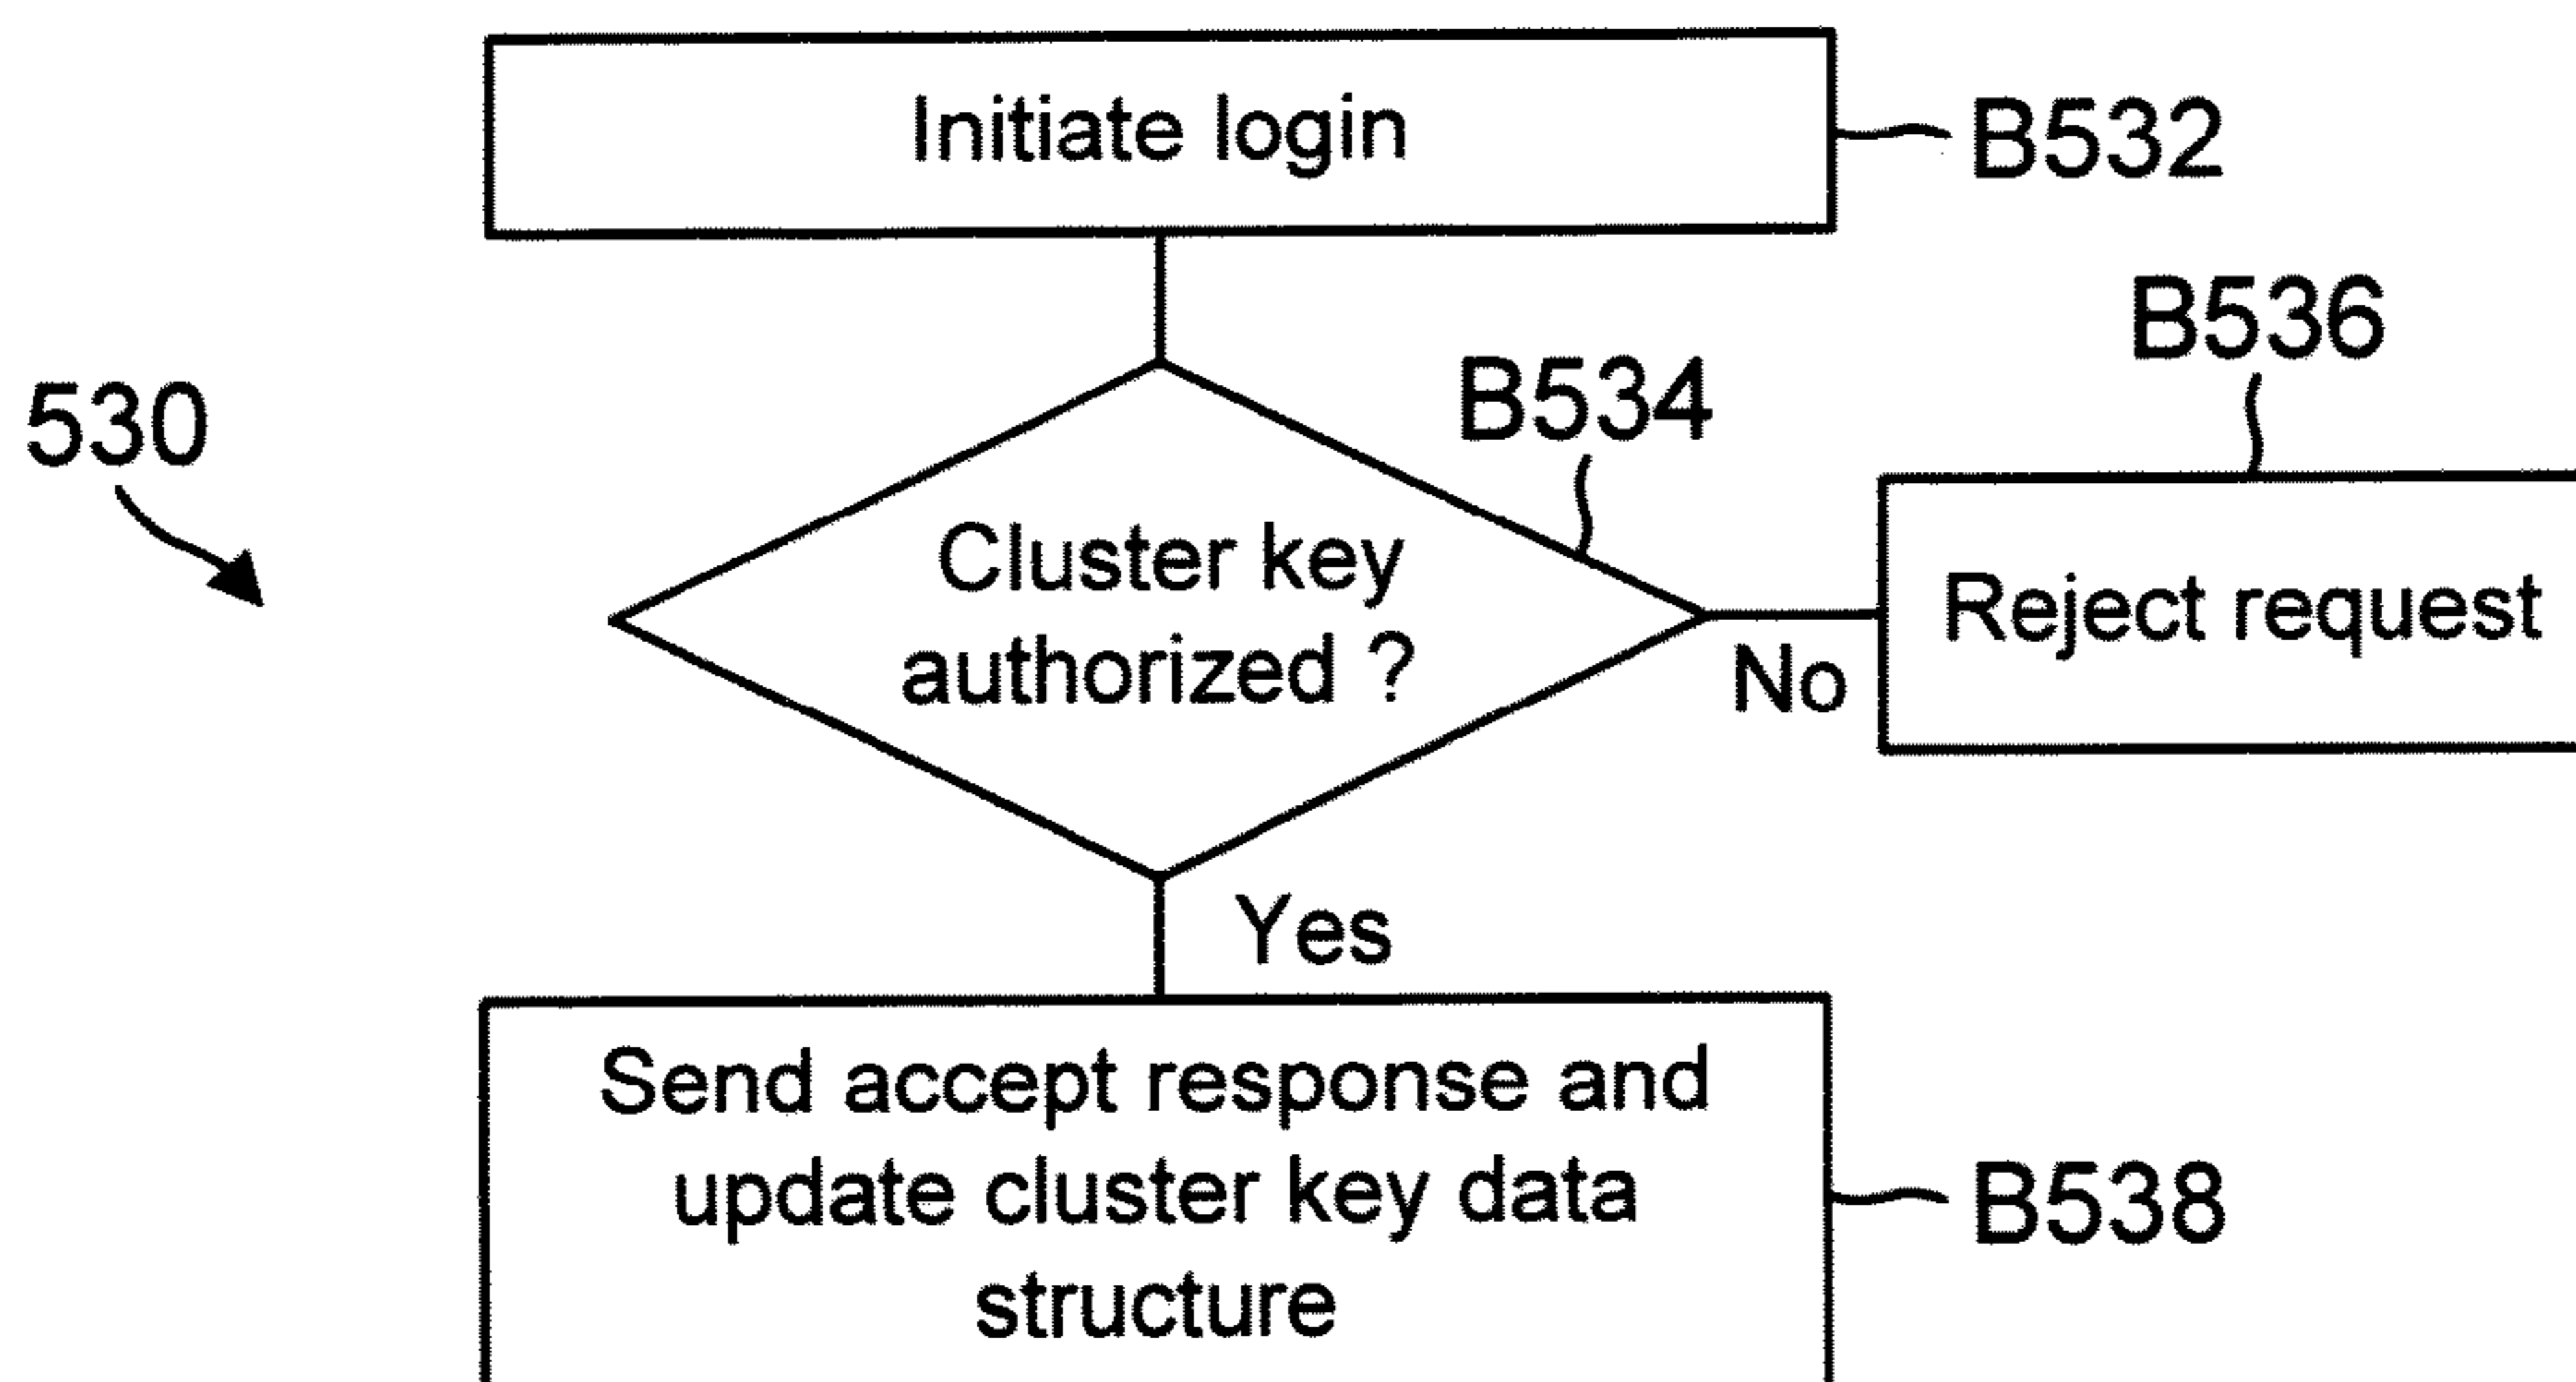 Initiate login
B532
B536
B534
530
Cluster key
authorized ?
Reject request
No
Yes
Send accept response and
update cluster key data
structure
B538